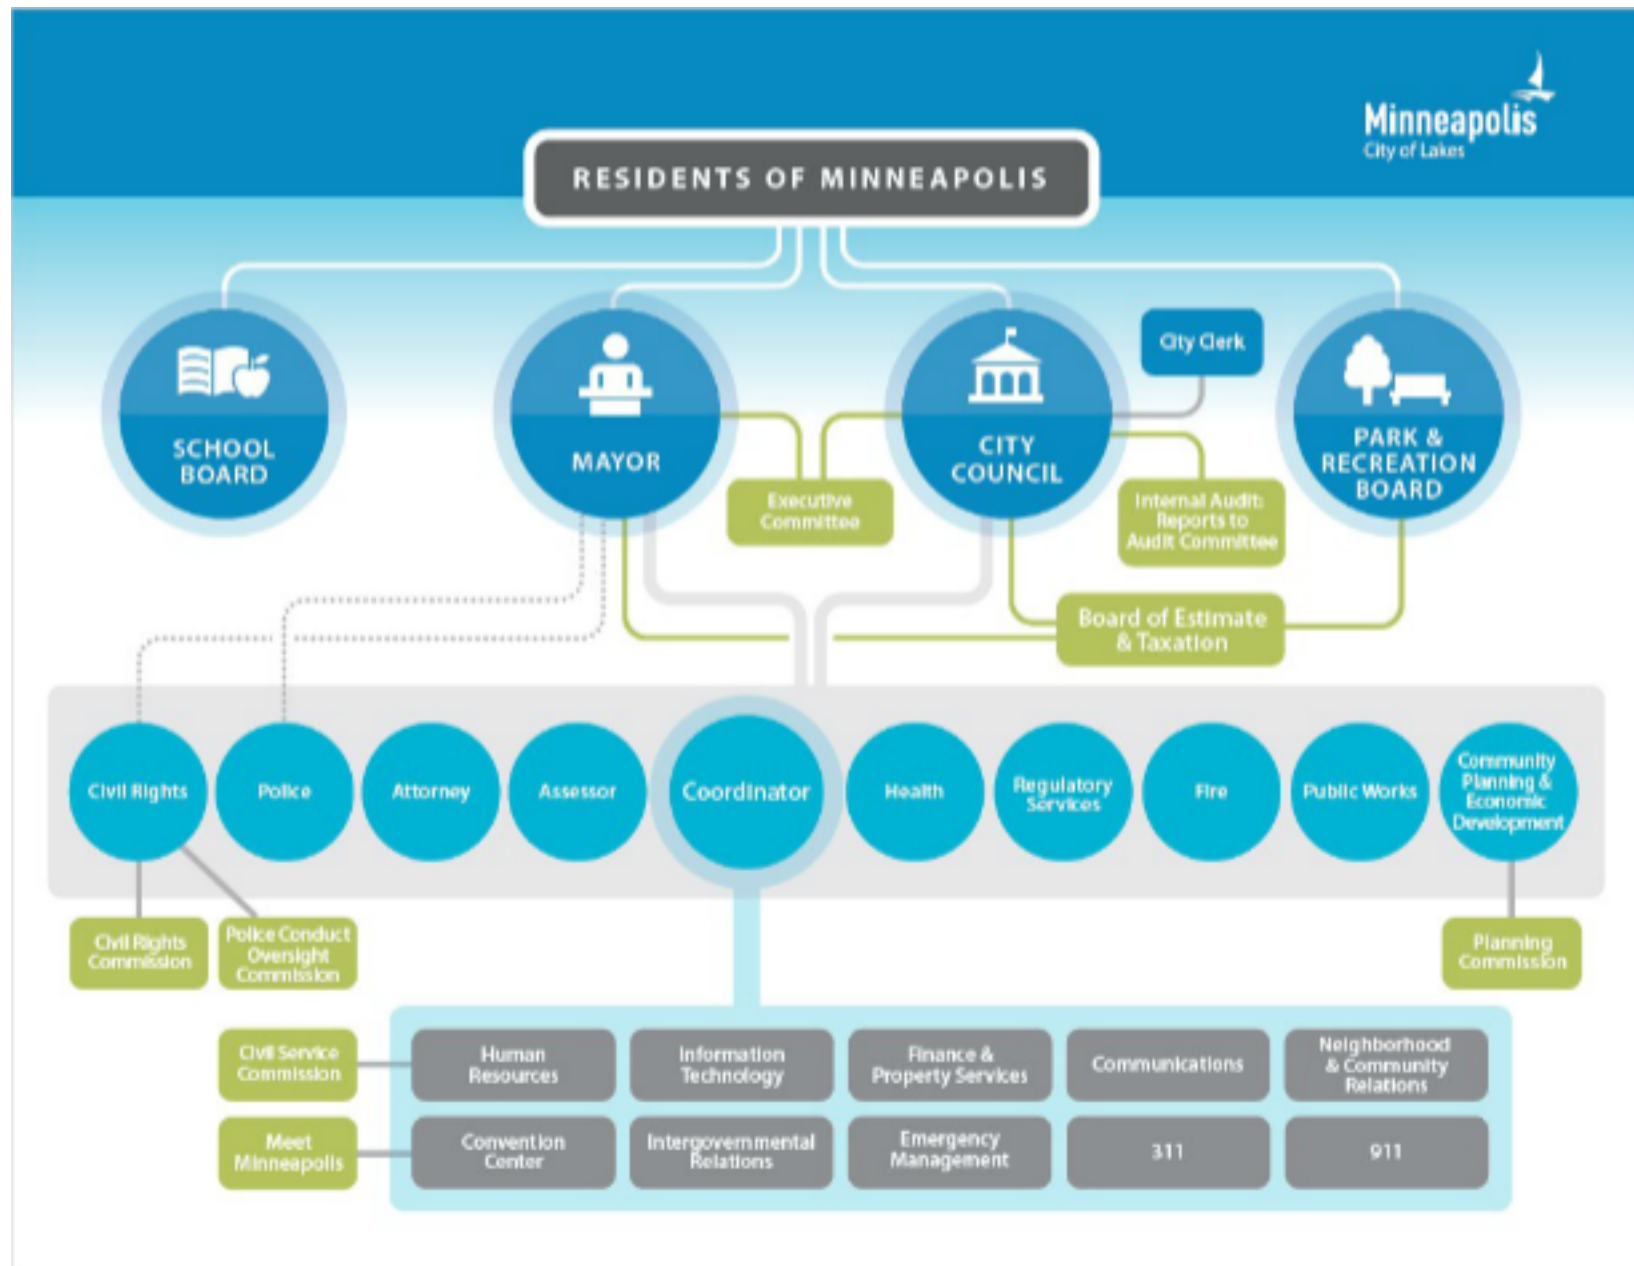 Minneapolis
City of Lakes
RESIDENTS OF MINNEAPOLIS
SCHOOL
BOARD
MAYOR
CITY
COUNCIL
City Clerk
PARK &
RECREATION
BOARD
Executive
Committee
Internal Audit:
Reports to
Audit Committee
Board of Estimate
& Taxation
Civil Rights
Police
Attorney
Assessor
Coordinator
Health
Regulatory
Services
Fire
Public Works
Community
Planning &
Economic
Development
Civil Rights
Commission
Police Conduct
Oversight
Commission
Planning
Commission
Civil Service
Commission
Human
Resources
Information
Technology
Finance &
Property Services
Communications
Neighborhood
& Community
Relations
Meet
Minneapolis
Convention
Center
Intergovernmental
Relations
Emergency
Management
311
911